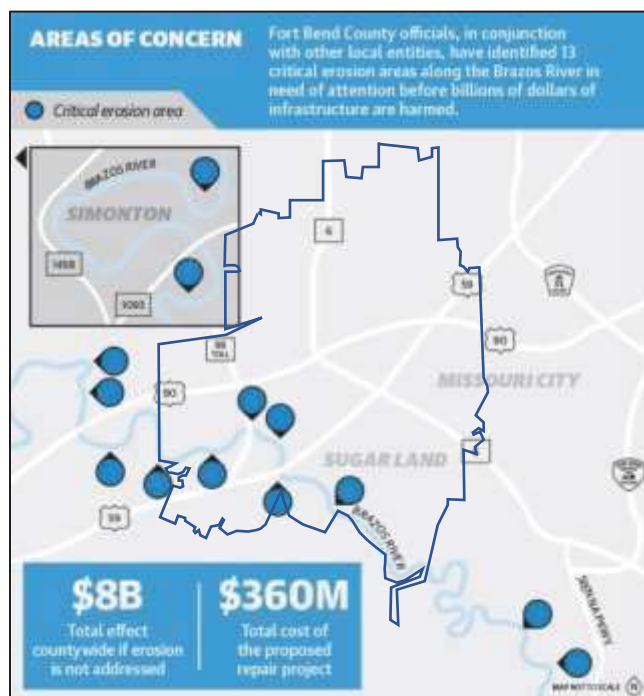 AREAS OF CONCERN
Fort Bend County officials, in conjunction
with other local entities, have identified 13
critical erosion areas along the Brazos River in
need of attention before billions of dollars of
infrastructure are harmed.
Critical erosion area
BRAZOS RIVER
SIMONTON
1489
1093
6
59
90
99
TOLL
90
MISSOURI CITY
SUGAR LAND
59
BRAZOS RIVER
SIENNA PKWY.
$8B
Total effect
countywide if erosion
is not addressed
$360M
Total cost of
the proposed
repair project
MAP NOT TO SCALE
N